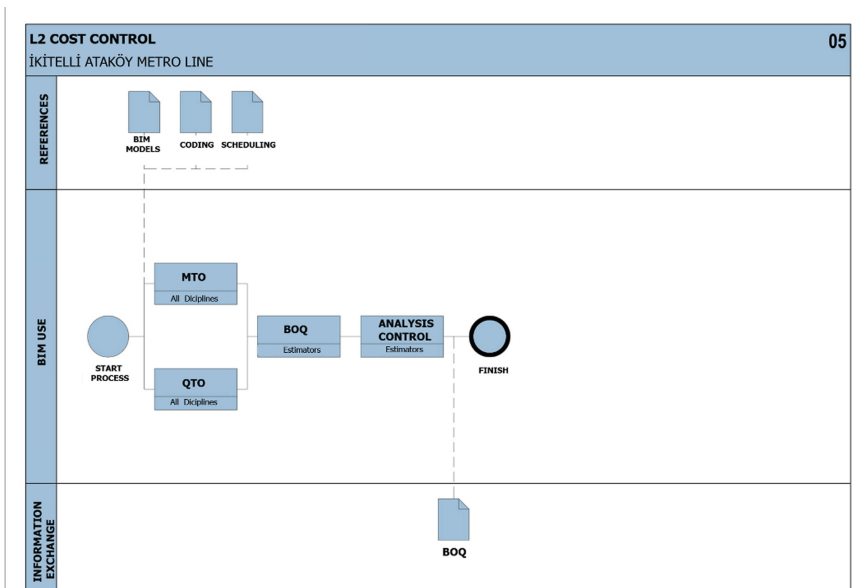 L2 COST CONTROL
05
İKİTELLİ ATAKÖY METRO LINE
REFERENCES
BIM
MODELS
CODING
SCHEDULING
BIM USE
START
PROCESS
MTO
All Diciplines
QTO
All Diciplines
BOQ
Estimators
ANALYSIS
CONTROL
Estimators
FINISH
INFORMATION
EXCHANGE
BOQ